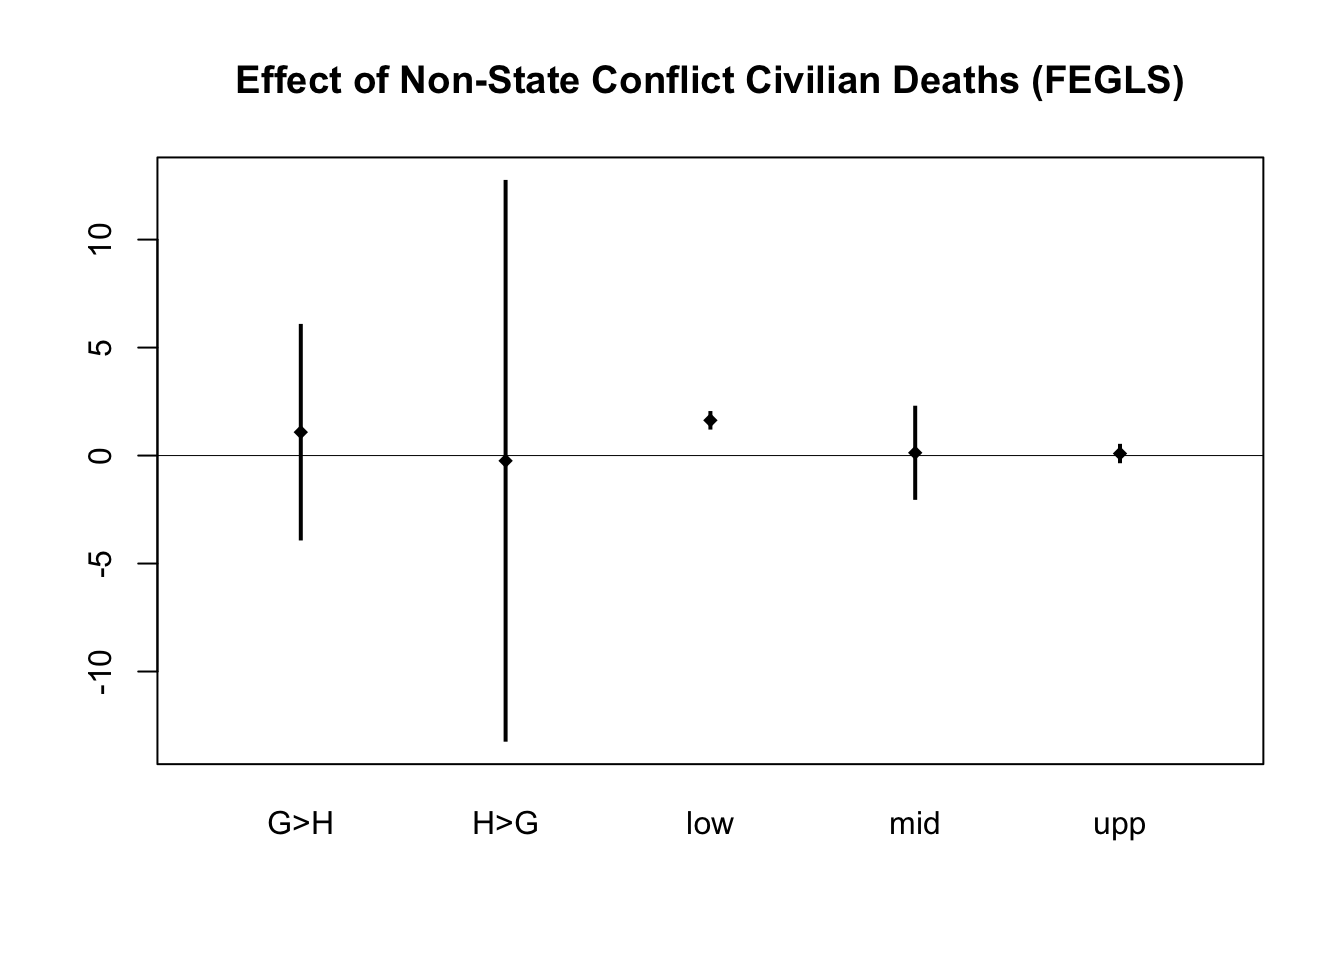 Effect of Non-State Conflict Civilian Deaths (FEGLS)
10
5
0
-5
-10
G>H H>G low mid upp